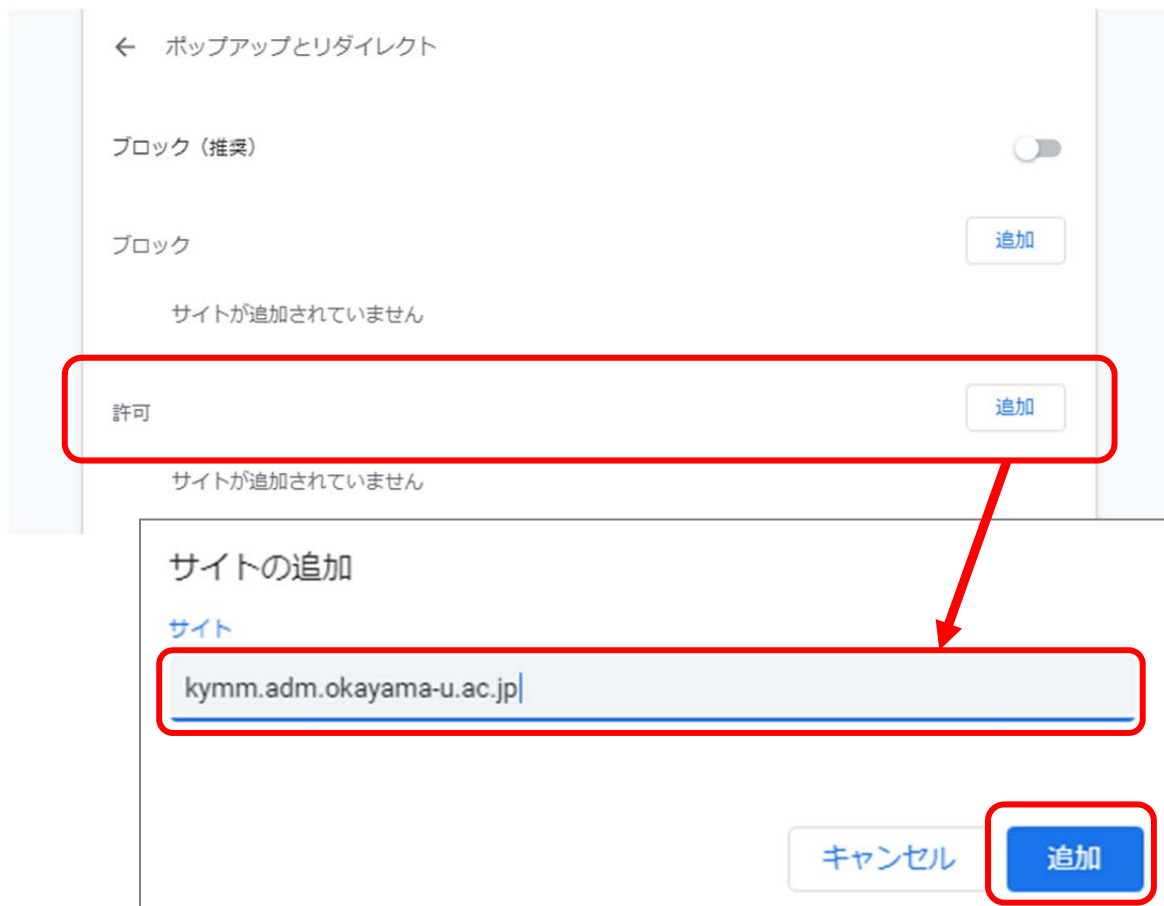 ← ポップアップとリダイレクト
ブロック（推奨）
ブロック
追加
サイトが追加されていません
許可
追加
サイトが追加されていません
サイトの追加
サイト
kymm.adm.okayama-u.ac.jp
キャンセル
追加